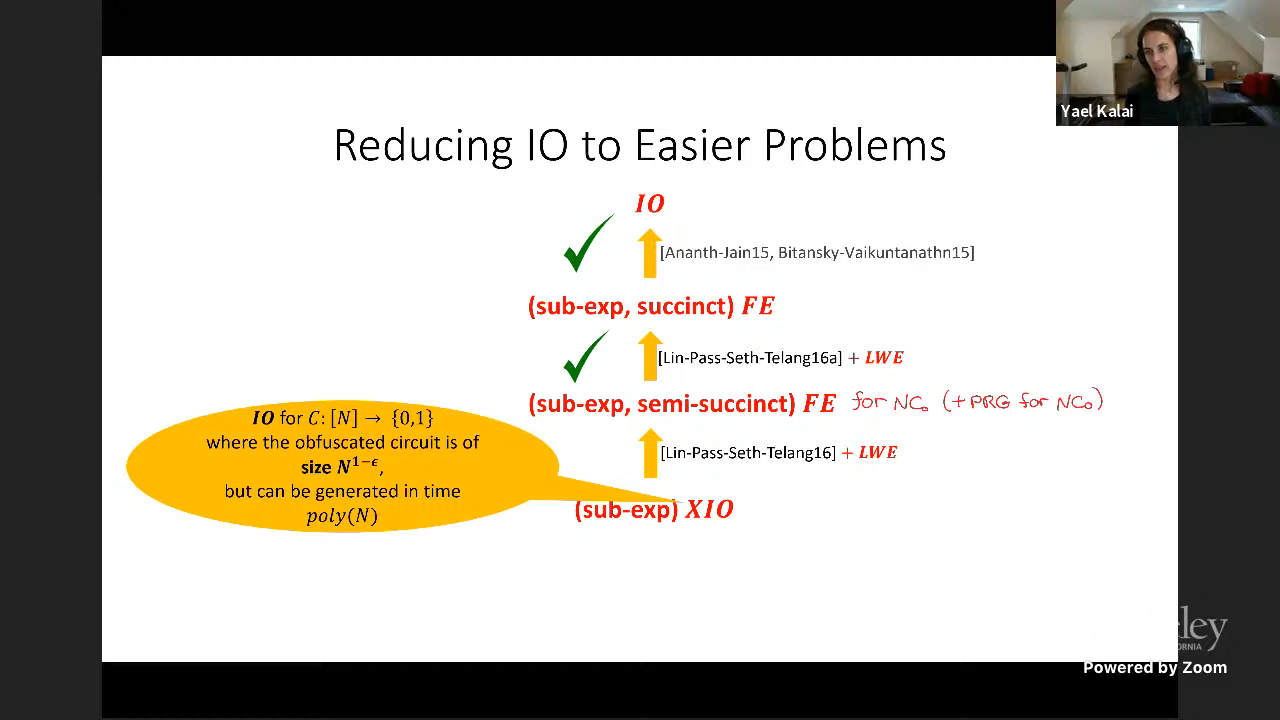 Yael Kalai
Reducing IO to Easier Problems
IO
[Ananth-Jain15, Bitansky-Vaikuntanathn15]
(sub-exp, succinct) FE
[Lin-Pass-Seth-Telang16a] + LWE
(sub-exp, semi-succinct) FE for NC₀ (+PRG for NC₀)
[Lin-Pass-Seth-Telang16] + LWE
(sub-exp) XIO
IO for C: [N] → {0,1}
where the obfuscated circuit is of
size N^{1−ϵ},
but can be generated in time
poly(N)
Powered by Zoom